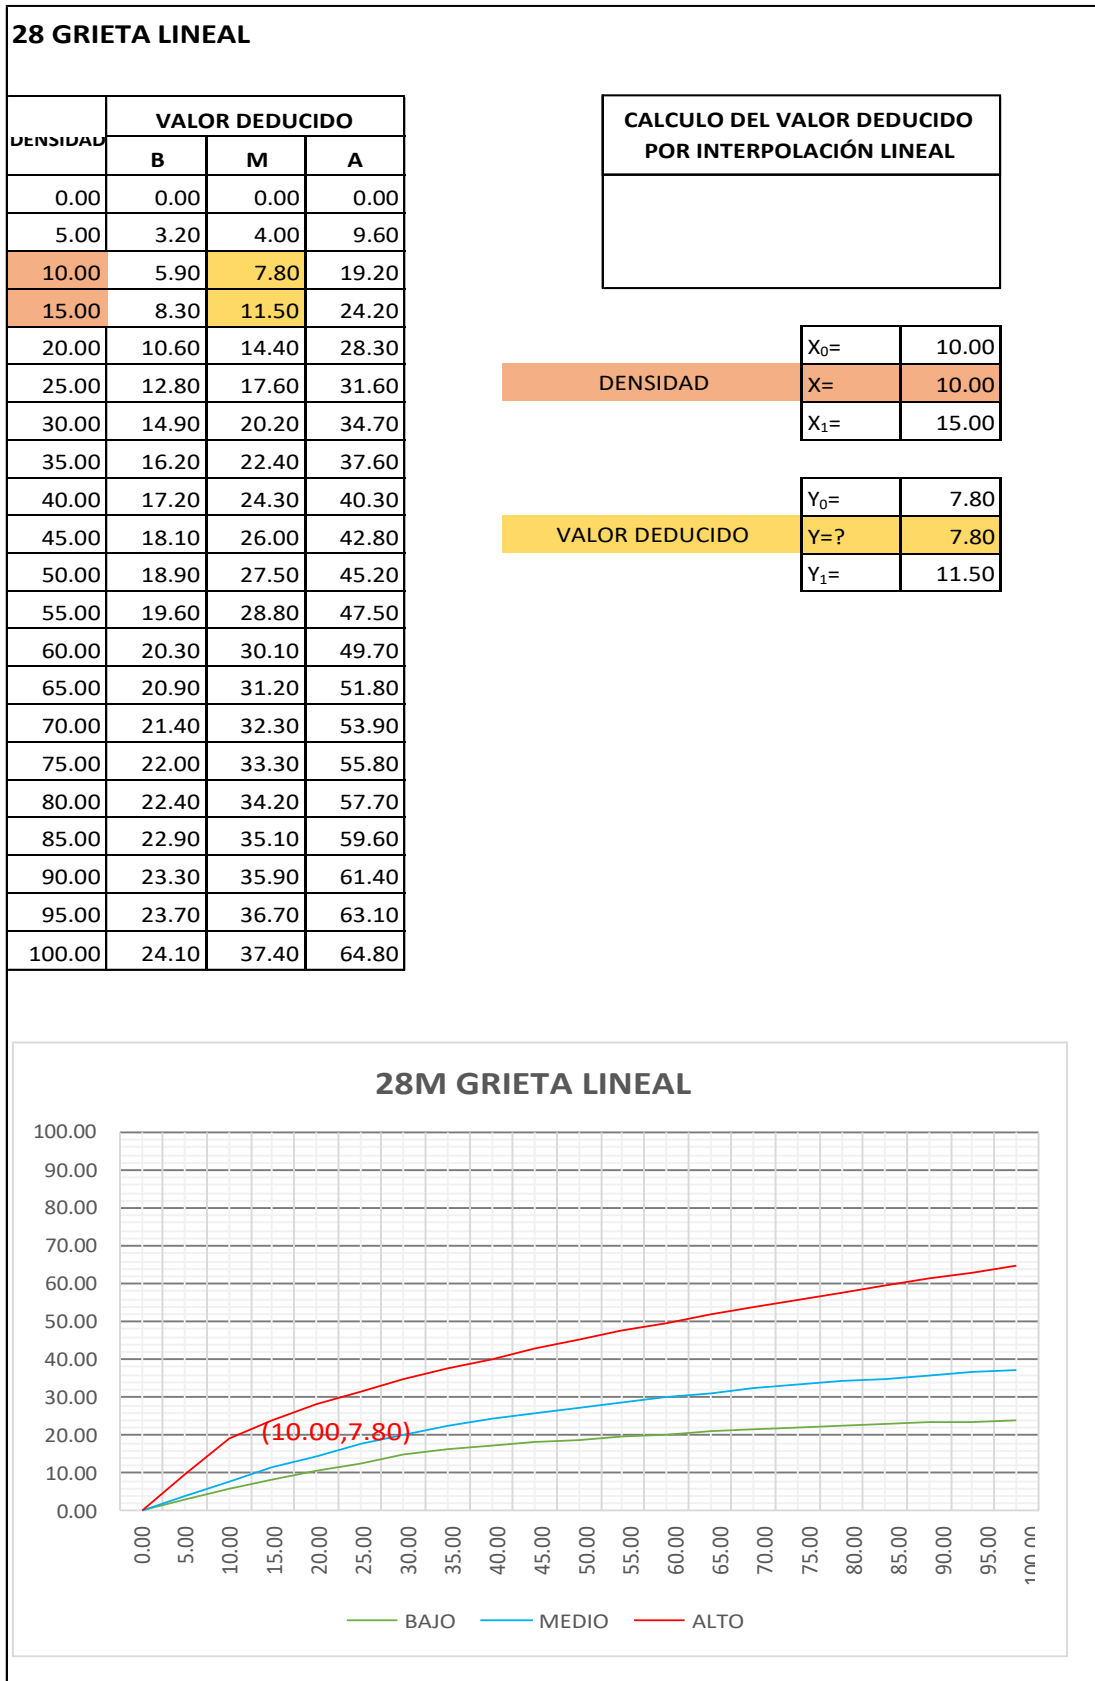 28 GRIETA LINEAL
DENSIDAD VALOR DEDUCIDO
B M A
0.00 0.00 0.00 0.00
5.00 3.20 4.00 9.60
10.00 5.90 7.80 19.20
15.00 8.30 11.50 24.20
20.00 10.60 14.40 28.30
25.00 12.80 17.60 31.60
30.00 14.90 20.20 34.70
35.00 16.20 22.40 37.60
40.00 17.20 24.30 40.30
45.00 18.10 26.00 42.80
50.00 18.90 27.50 45.20
55.00 19.60 28.80 47.50
60.00 20.30 30.10 49.70
65.00 20.90 31.20 51.80
70.00 21.40 32.30 53.90
75.00 22.00 33.30 55.80
80.00 22.40 34.20 57.70
85.00 22.90 35.10 59.60
90.00 23.30 35.90 61.40
95.00 23.70 36.70 63.10
100.00 24.10 37.40 64.80
CALCULO DEL VALOR DEDUCIDO
POR INTERPOLACIÓN LINEAL
X₀= 10.00
DENSIDAD X= 10.00
X₁= 15.00
Y₀= 7.80
VALOR DEDUCIDO Y=? 7.80
Y₁= 11.50
28M GRIETA LINEAL
100.00
90.00
80.00
70.00
60.00
50.00
40.00
30.00
20.00
10.00
0.00
(10.00,7.80)
0.00 5.00 10.00 15.00 20.00 25.00 30.00 35.00 40.00 45.00 50.00 55.00 60.00 65.00 70.00 75.00 80.00 85.00 90.00 95.00 100.00
BAJO MEDIO ALTO